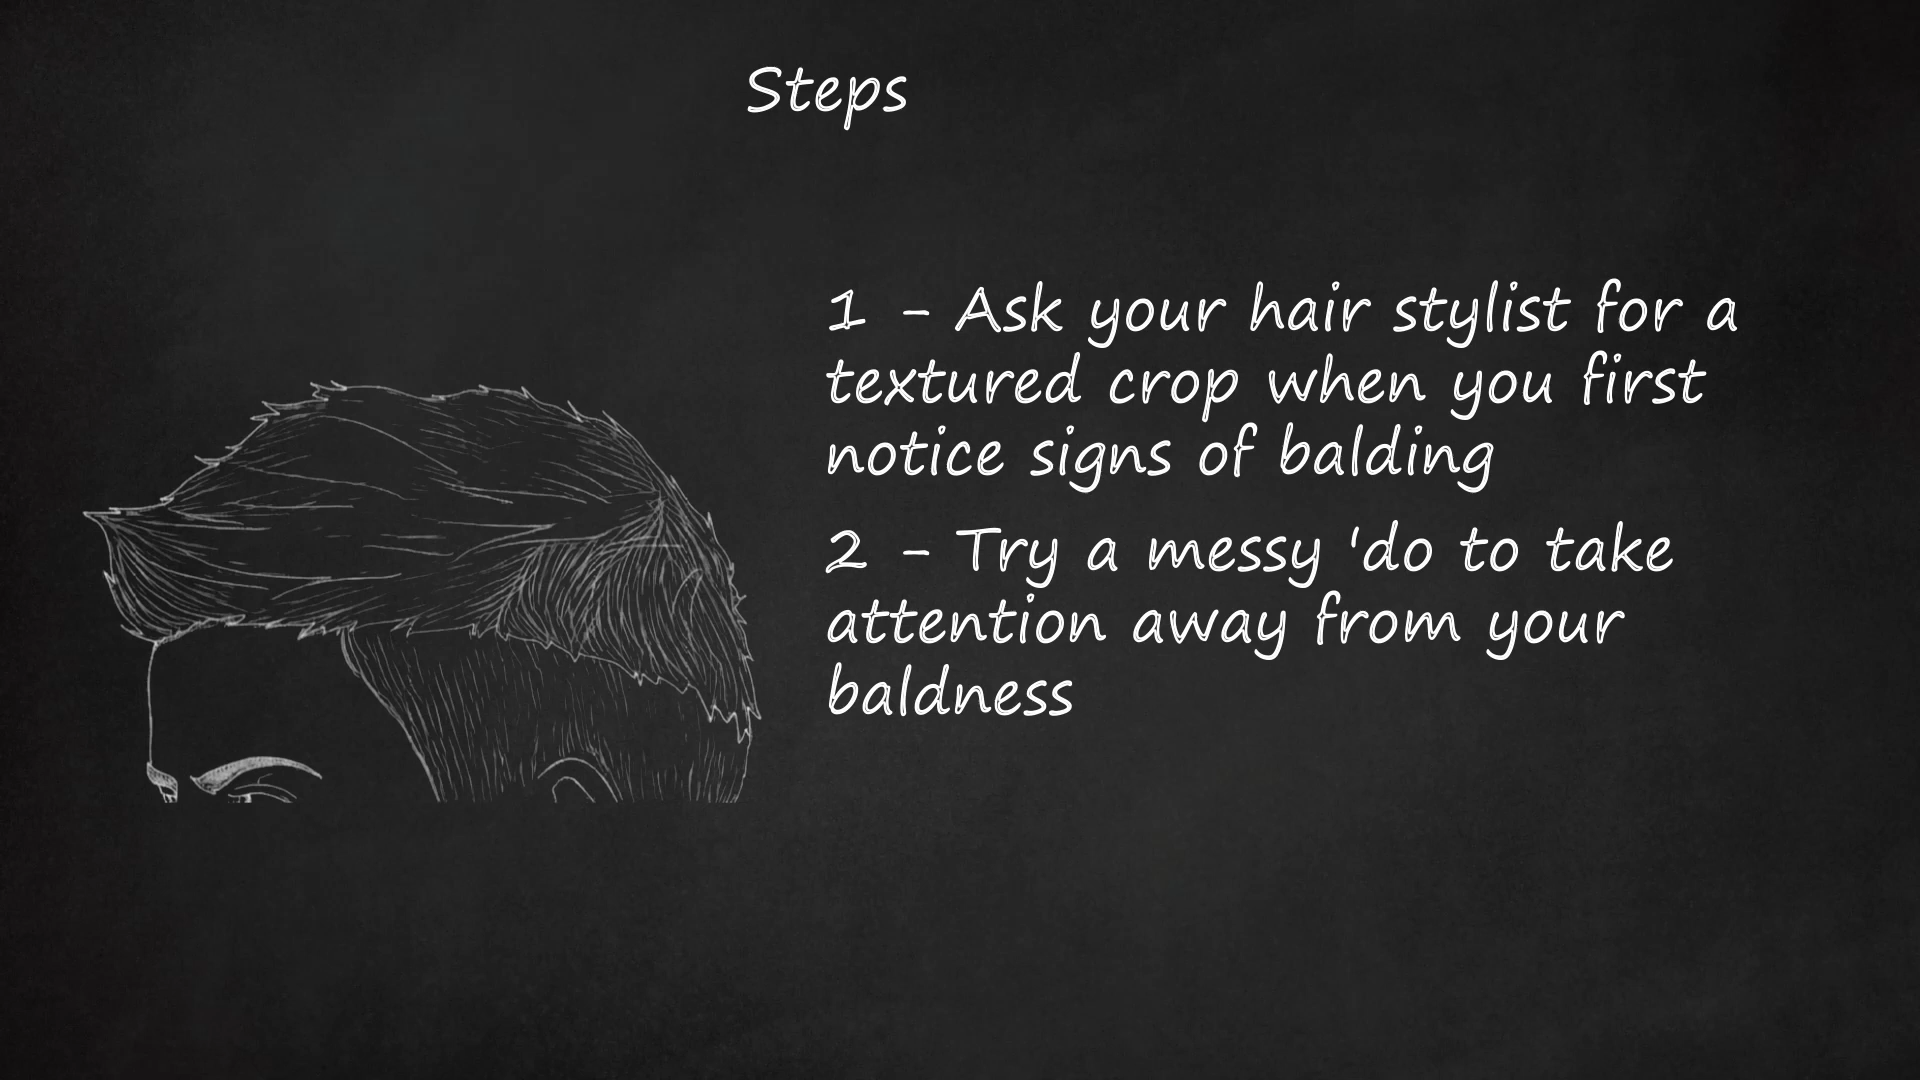 Steps
1 - Ask your hair stylist for a
textured crop when you first
notice signs of balding
2 - Try a messy 'do to take
attention away from your
baldness